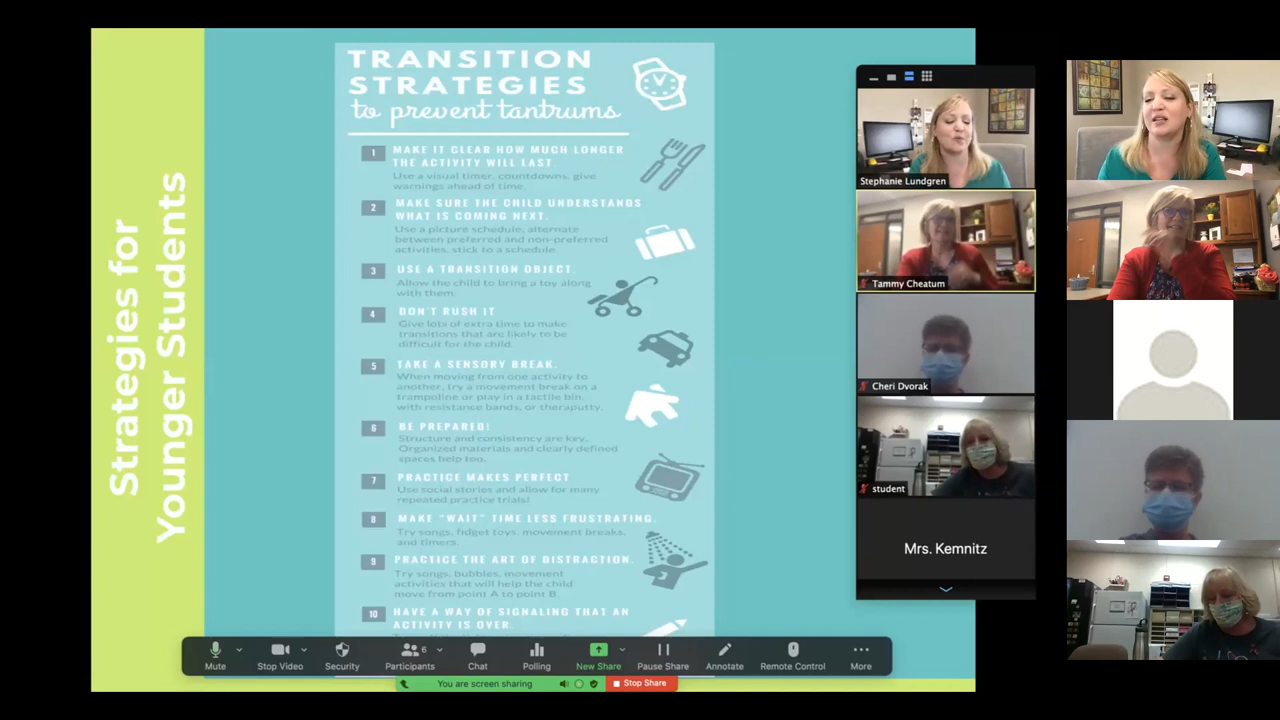 Strategies for
Younger Students
TRANSITION
STRATEGIES
to prevent tantrums
1 MAKE IT CLEAR HOW MUCH LONGER
THE ACTIVITY WILL LAST
Use a visual timer, countdowns, give
warnings ahead of time.
2 MAKE SURE THE CHILD UNDERSTANDS
WHAT IS COMING NEXT.
Use a picture schedule, alternate
between preferred and non-preferred
activities, stick to a schedule
3 USE A TRANSITION OBJECT
Allow the child to bring a toy along
with them.
4 DON'T RUSH IT
Give lots of extra time to make
transitions that are likely to be
difficult for the child.
5 TAKE A SENSORY BREAK.
When moving from one activity to
another, try a movement break on a
trampoline or play in a tactile bin,
with resistance bands, or theraputty.
6 BE PREPARED!
Structure and consistency are key.
Organized materials and clearly defined
spaces help too.
7 PRACTICE MAKES PERFECT
Use social stories and allow for many
repeated practice trials!
8 MAKE "WAIT" TIME LESS FRUSTRATING.
Try songs, fidget toys, movement breaks,
and timers.
9 PRACTICE THE ART OF DISTRACTION.
Try songs, bubbles, movement
activities that will help the child
move from point A to point B.
10 HAVE A WAY OF SIGNALING THAT AN
ACTIVITY IS OVER.
Stephanie Lundgren
Tammy Cheatum
Cheri Dvorak
student
Mrs. Kemnitz
6
Mute
Stop Video
Security
Participants
Chat
Polling
New Share
Pause Share
Annotate
Remote Control
More
You are screen sharing
Stop Share